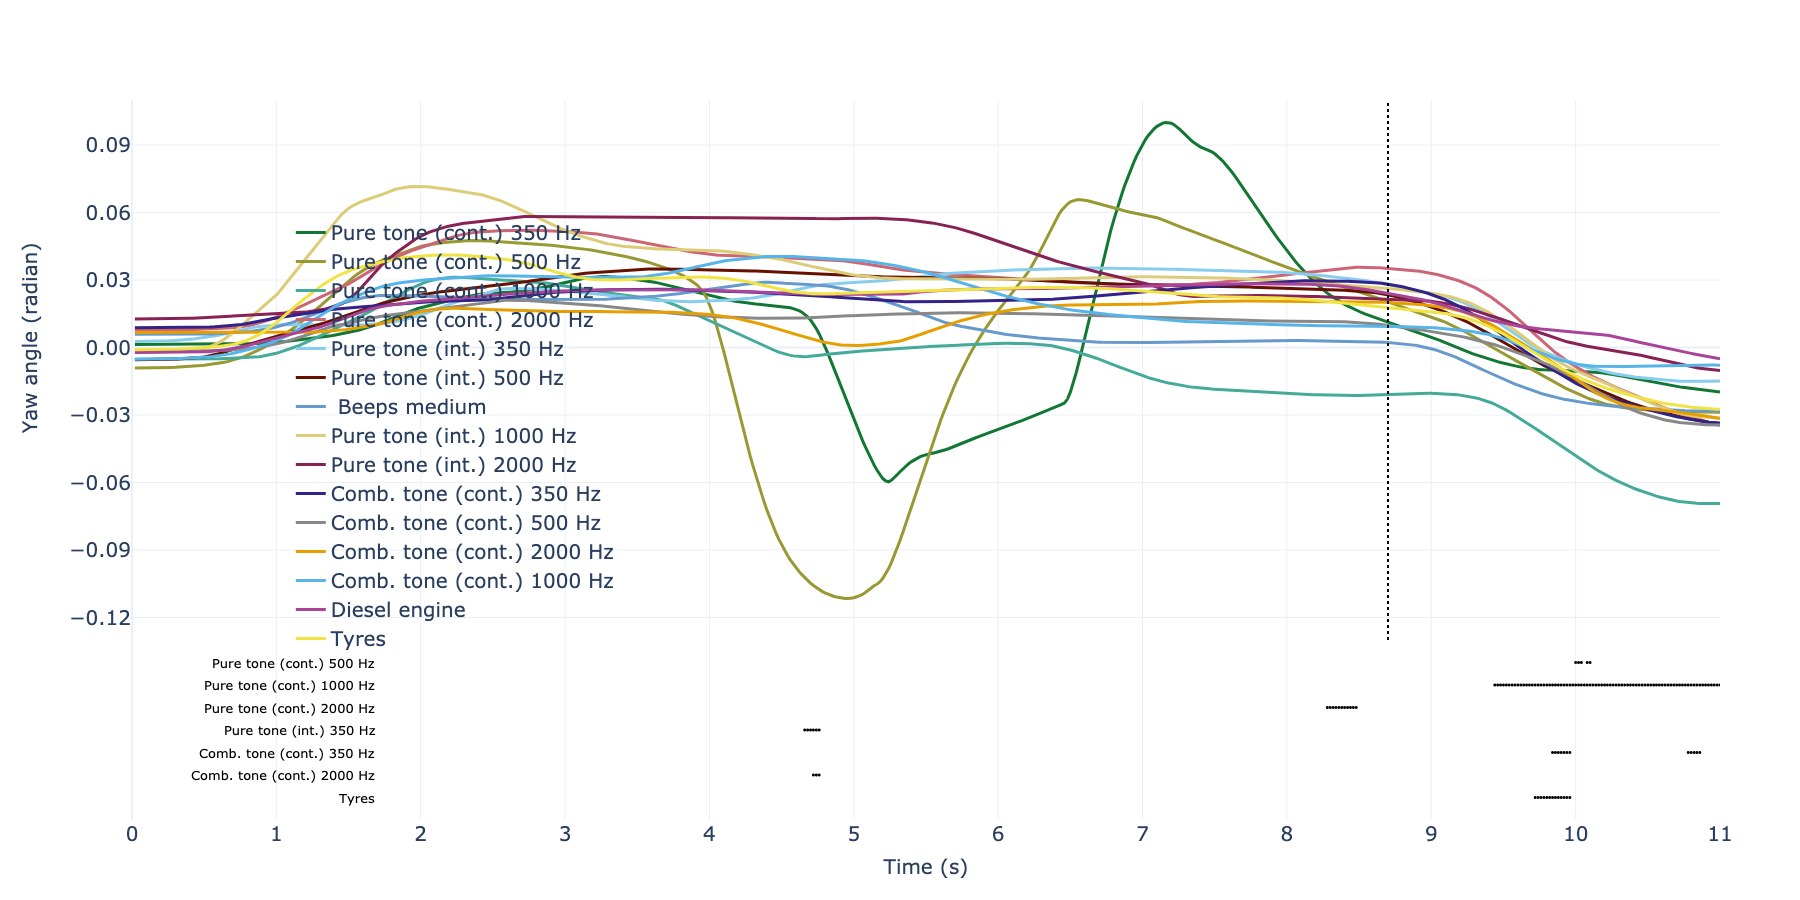 0.09
0.06
0.03
0.00
−0.03
−0.06
−0.09
−0.12
Yaw angle (radian)
Pure tone (cont.) 350 Hz
Pure tone (cont.) 500 Hz
Pure tone (cont.) 1000 Hz
Pure tone (cont.) 2000 Hz
Pure tone (int.) 350 Hz
Pure tone (int.) 500 Hz
Beeps medium
Pure tone (int.) 1000 Hz
Pure tone (int.) 2000 Hz
Comb. tone (cont.) 350 Hz
Comb. tone (cont.) 500 Hz
Comb. tone (cont.) 2000 Hz
Comb. tone (cont.) 1000 Hz
Diesel engine
Tyres
Pure tone (cont.) 500 Hz
Pure tone (cont.) 1000 Hz
Pure tone (cont.) 2000 Hz
Pure tone (int.) 350 Hz
Comb. tone (cont.) 350 Hz
Comb. tone (cont.) 2000 Hz
Tyres
0 1 2 3 4 5 6 7 8 9 10 11
Time (s)